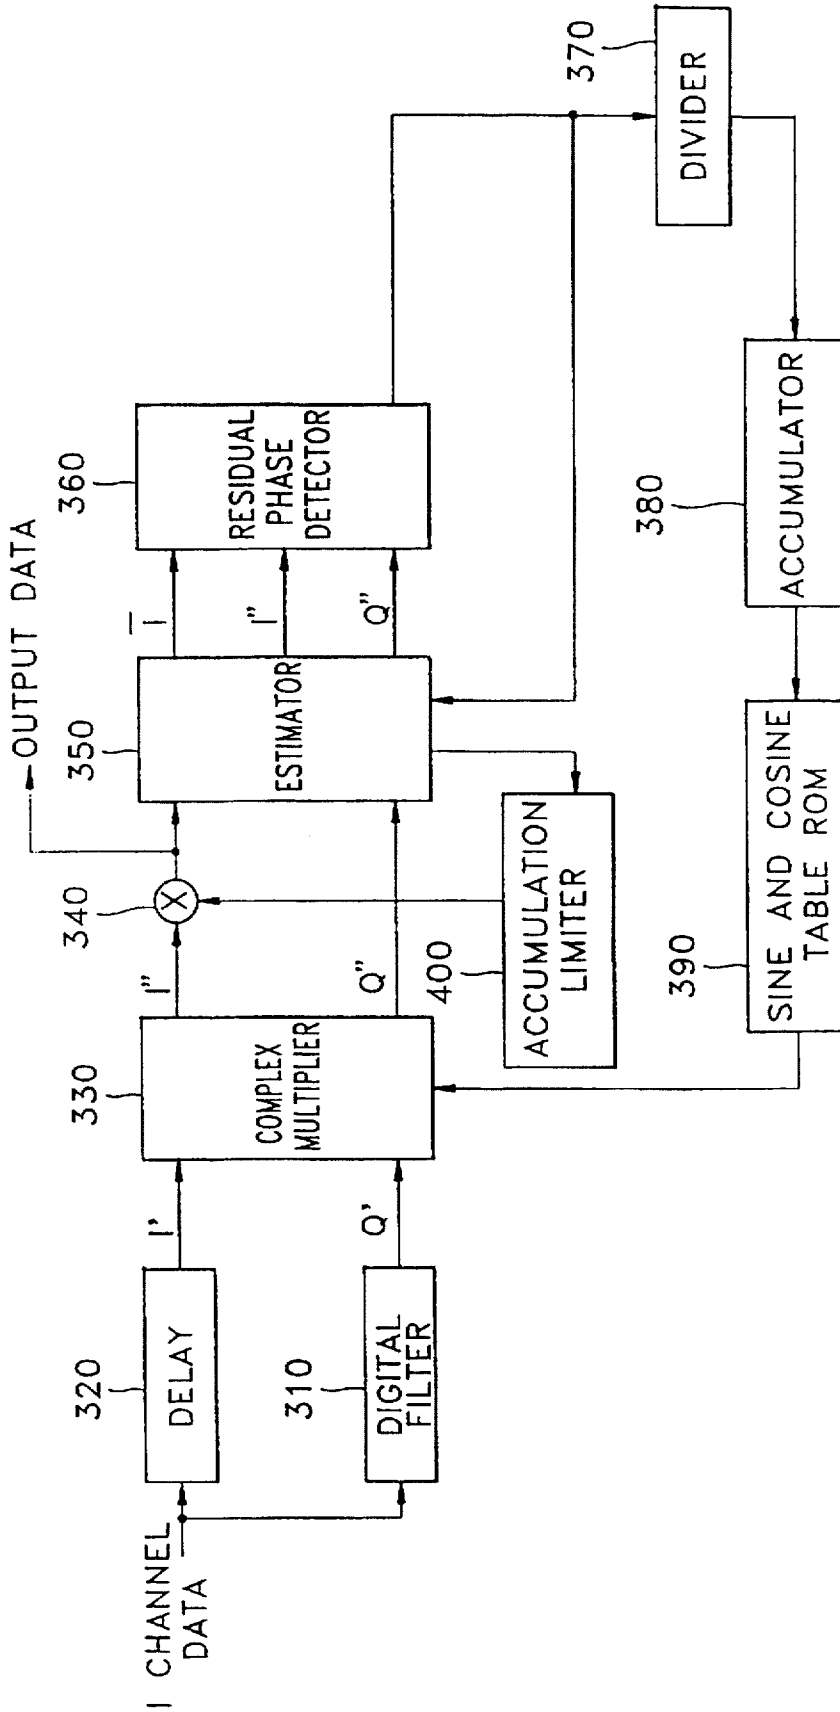 I CHANNEL
DATA
320
DELAY
310
DIGITAL
FILTER
I'
Q'
330
COMPLEX
MULTIPLIER
I"
Q"
340
X
OUTPUT DATA
400
ACCUMULATION
LIMITER
350
ESTIMATOR
Ī
I"
Q"
360
RESIDUAL
PHASE
DETECTOR
370
DIVIDER
380
ACCUMULATOR
390
SINE AND COSINE
TABLE ROM